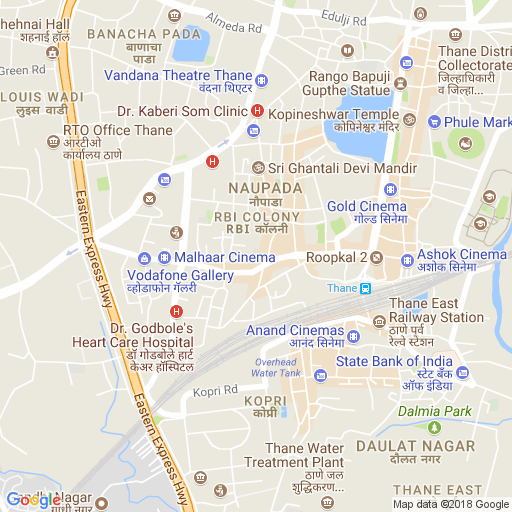 Almeda Rd
Edulji Rd
hehnai Hall
शहनाई हॉल
BANACHA PADA
बाणाचा
पाडा
Green Rd
Thane Distri
Collectorate
जिल्हाधिकारी
व जिल्हा...
Vandana Theatre Thane
वंदना थिएटर
Rango Bapuji
Gupthe Statue
LOUIS WADI
लुइस वाडी
Dr. Kaberi Som Clinic
Kopineshwar Temple
कोपिनेश्वर मंदिर
Phule Mark
RTO Office Thane
आरटीओ
कार्यालय ठाणे
Sri Ghantali Devi Mandir
NAUPADA
नौपाडा
RBI COLONY
RBI कॉलनी
Gold Cinema
गोल्ड सिनेमा
Eastern Express Hwy
Malhaar Cinema
Roopkal 2
Ashok Cinema
अशोक सिनेमा
Vodafone Gallery
व्होडाफोन गॅलरी
Thane
Thane East
Railway Station
ठाणे पूर्व
रेल्वे स्टेशन
Dr. Godbole's
Heart Care Hospital
डॉ गोडबोले हार्ट
केअर हॉस्पिटल
Anand Cinemas
आनंद सिनेमा
Overhead
Water Tank
State Bank of India
स्टेट बँक
ऑफ इंडिया
Kopri Rd
KOPRI
कोप्री
Eastern Express Hwy
Dalmia Park
DAULAT NAGAR
दौलत नगर
Thane Water
Treatment Plant
ठाणे जल
शुद्धिकरण...
THANE EAST
Google
Nagar
गांधी नगर
Map data ©2018 Google